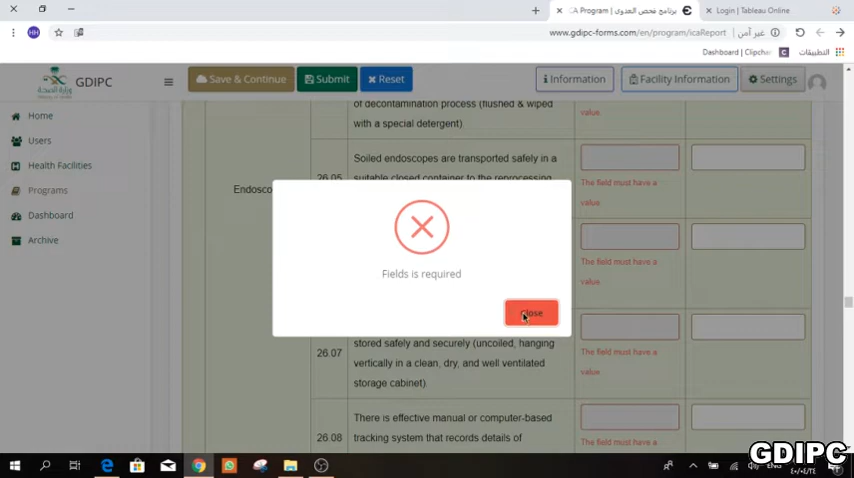 برنامج فحص العدوى | ICA Program
Login | Tableau Online
HH
غير آمن | www.gdipc-forms.com/en/program/icaReport
Dashboard | Clipchar
التطبيقات
GDIPC
Save & Continue
Submit
Reset
Information
Facility Information
Settings
Home
Users
Health Facilities
Programs
Dashboard
Archive
of decontamination process (flushed & wiped
with a special detergent)
value.
Soiled endoscopes are transported safely in a
suitable closed container to the reprocessing
26.05
Endosco
The field must have a
value.
The field must have a
value.
Fields is required
Close
stored safely and securely (uncoiled, hanging
vertically in a clean, dry, and well ventilated
storage cabinet)
26.07
The field must have a
value.
There is effective manual or computer-based
tracking system that records details of
26.08
The field must have a
GDIPC
ENG